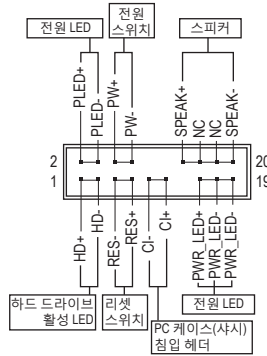 전원 LED
전원
스위치
스피커
PLED+
PLED-
PW+
PW-
SPEAK+
NC
NC
SPEAK-
2
20
1
19
HD+
HD-
RES-
RES+
CI-
CI+
PWR_LED+
PWR_LED-
PWR_LED-
하드 드라이브
활성 LED
리셋
스위치
전원 LED
PC 케이스(샤시)
침입 헤더